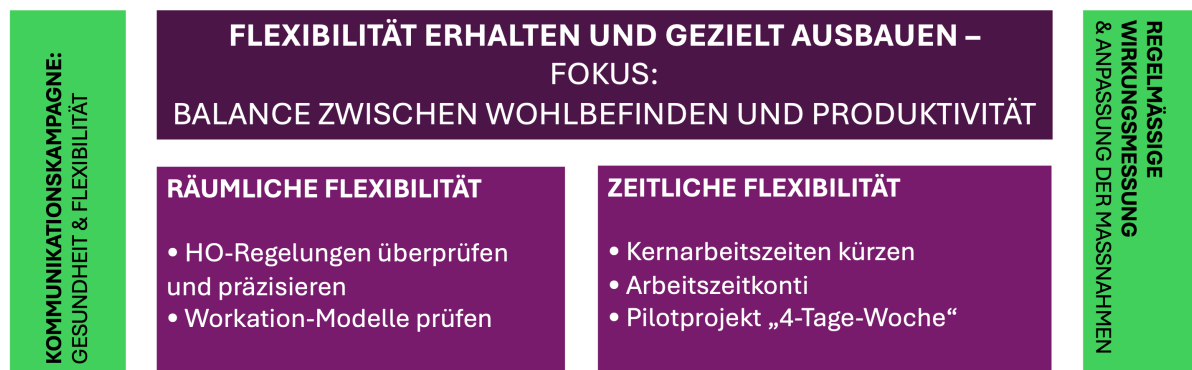 KOMMUNIKATIONSKAMPAGNE:
GESUNDHEIT & FLEXIBILITÄT
FLEXIBILITÄT ERHALTEN UND GEZIELT AUSBAUEN –
FOKUS:
BALANCE ZWISCHEN WOHLBEFINDEN UND PRODUKTIVITÄT
RÄUMLICHE FLEXIBILITÄT
• HO-Regelungen überprüfen
und präzisieren
• Workation-Modelle prüfen
ZEITLICHE FLEXIBILITÄT
• Kernarbeitszeiten kürzen
• Arbeitszeitkonti
• Pilotprojekt „4-Tage-Woche“
REGELMÄSSIGE
WIRKUNGSMESSUNG
& ANPASSUNG DER MASSNAHMEN